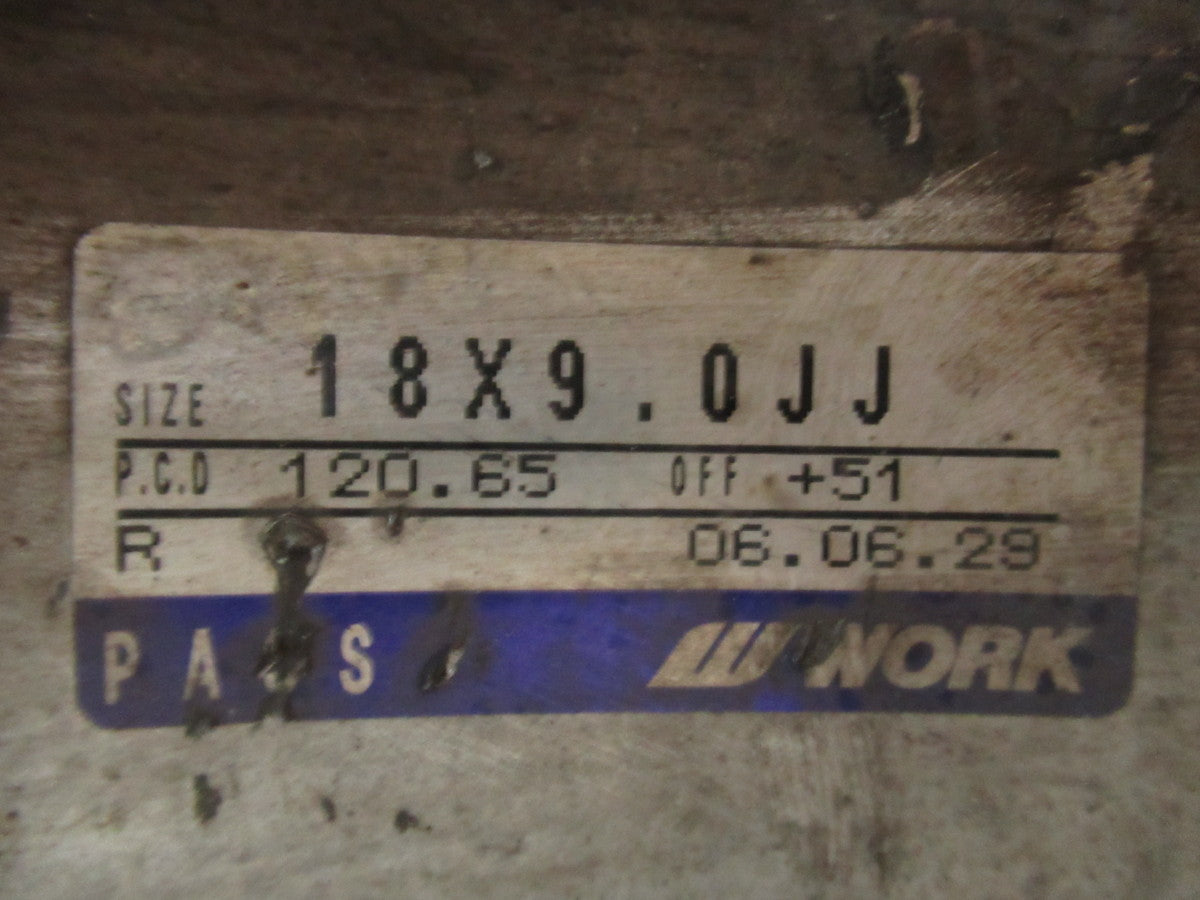 SIZE 18X9.0JJ
P.C.D 120.65 OFF +51
R 06.06.29
PASS WORK